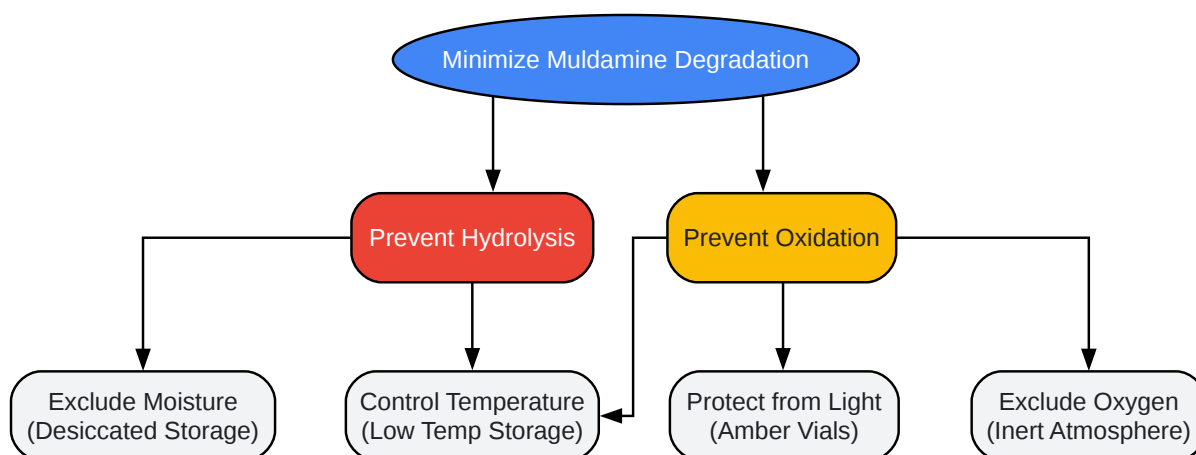 Minimize Muldamine Degradation
Prevent Hydrolysis
Prevent Oxidation
Exclude Moisture
(Desiccated Storage)
Control Temperature
(Low Temp Storage)
Protect from Light
(Amber Vials)
Exclude Oxygen
(Inert Atmosphere)